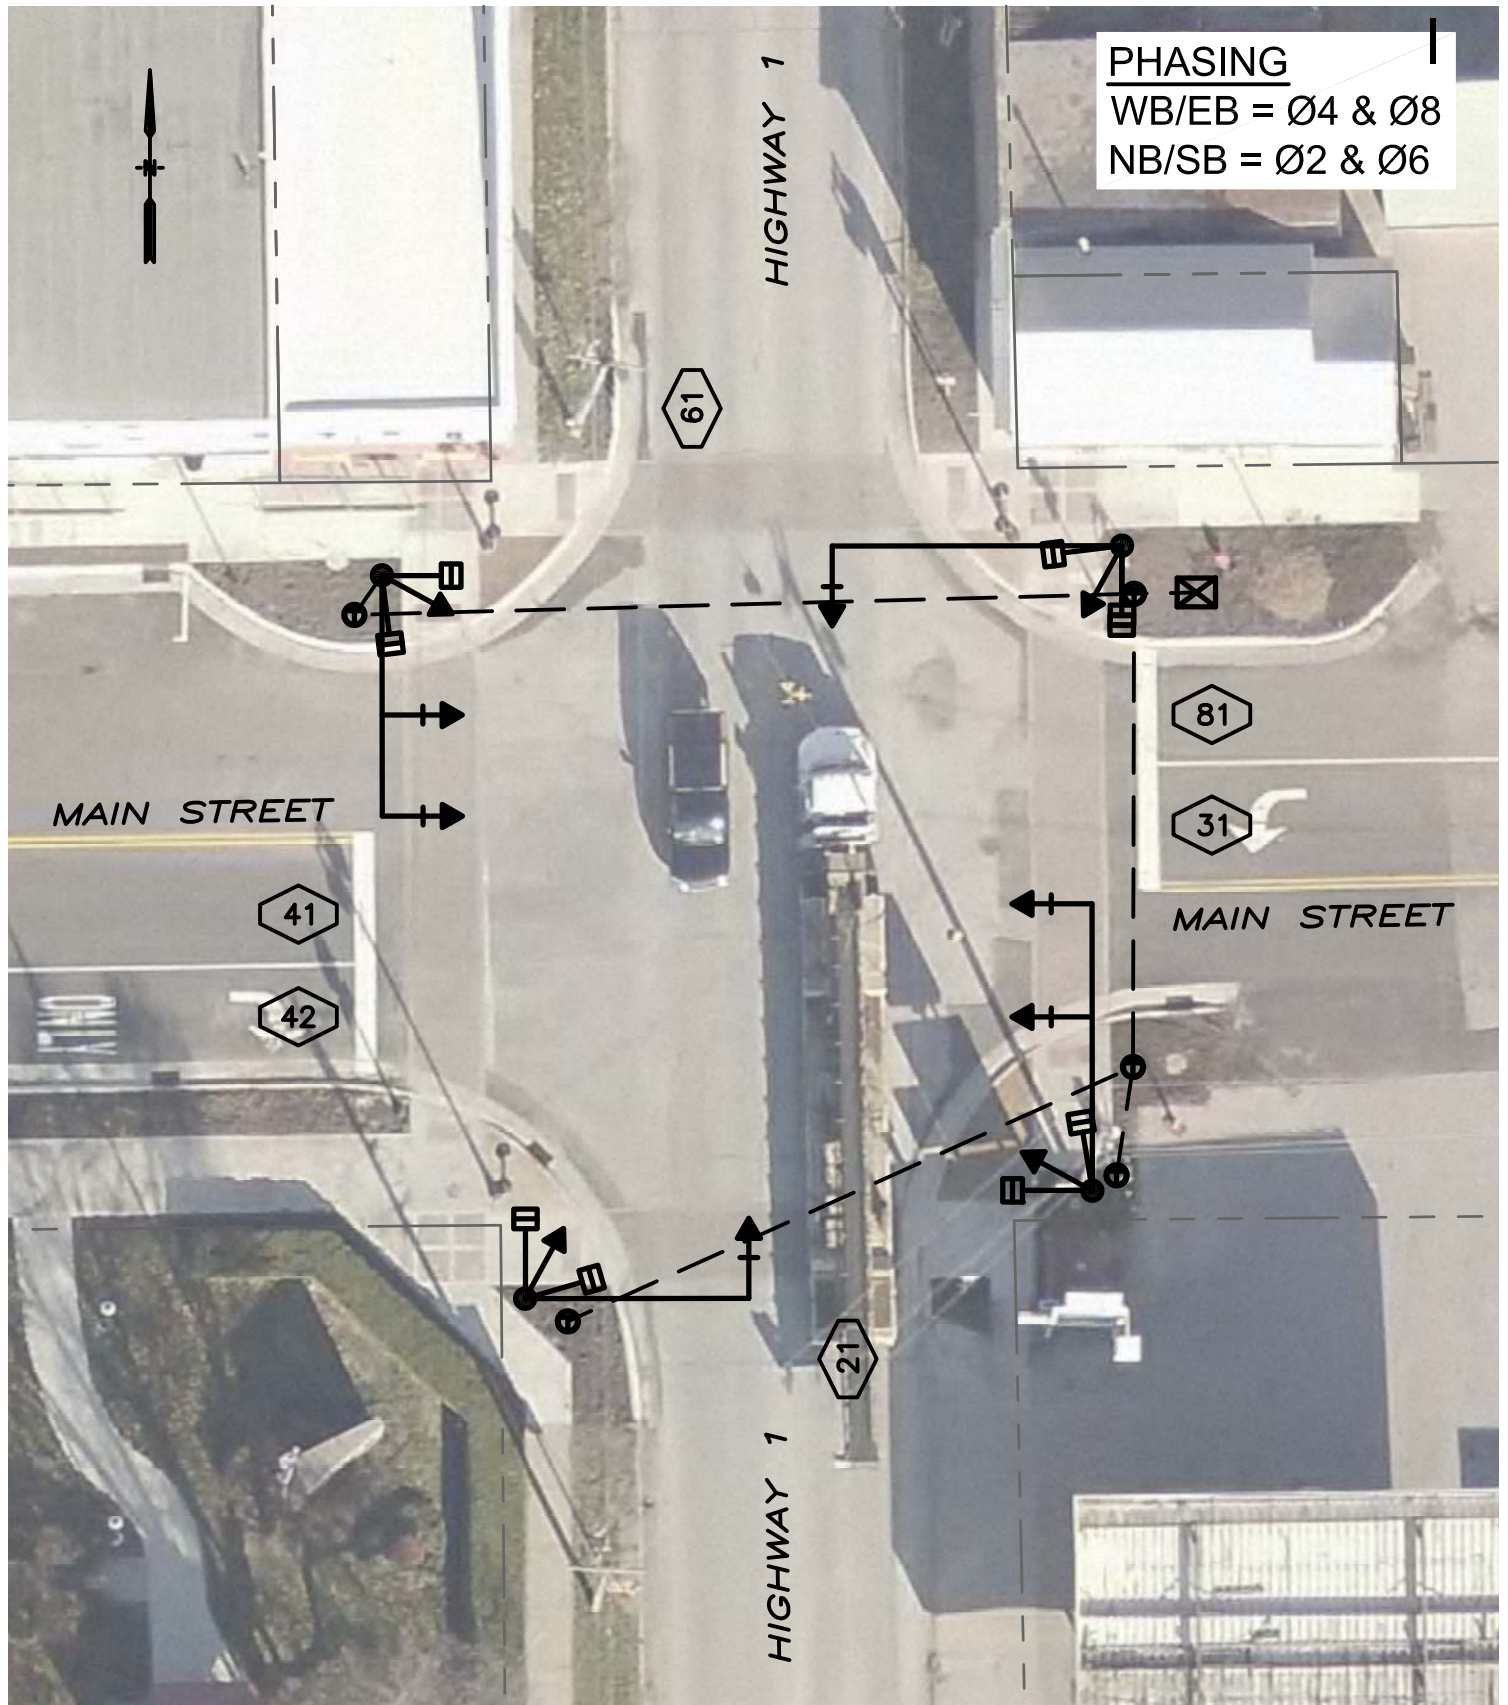 PHASING
WB/EB = Ø4 & Ø8
NB/SB = Ø2 & Ø6
HIGHWAY 1
N
61
81
MAIN STREET
31
41
MAIN STREET
42
ONLY
21
HIGHWAY 1